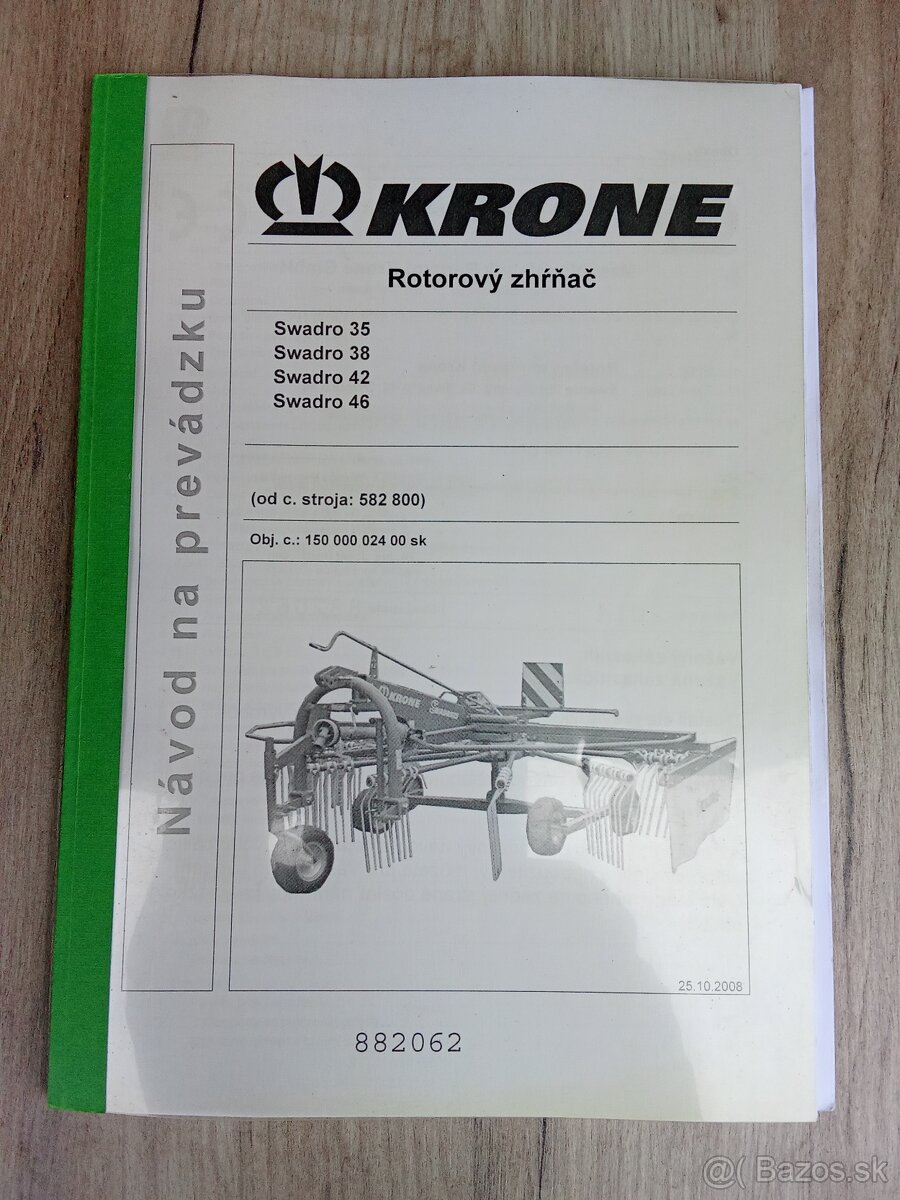 KRONE
Rotorový zhŕňač
Swadro 35
Swadro 38
Swadro 42
Swadro 46
(od c. stroja: 582 800)
Obj. c.: 150 000 024 00 sk
Návod na prevádzku
KRONE
25.10.2008
882062
@( Bazos.sk